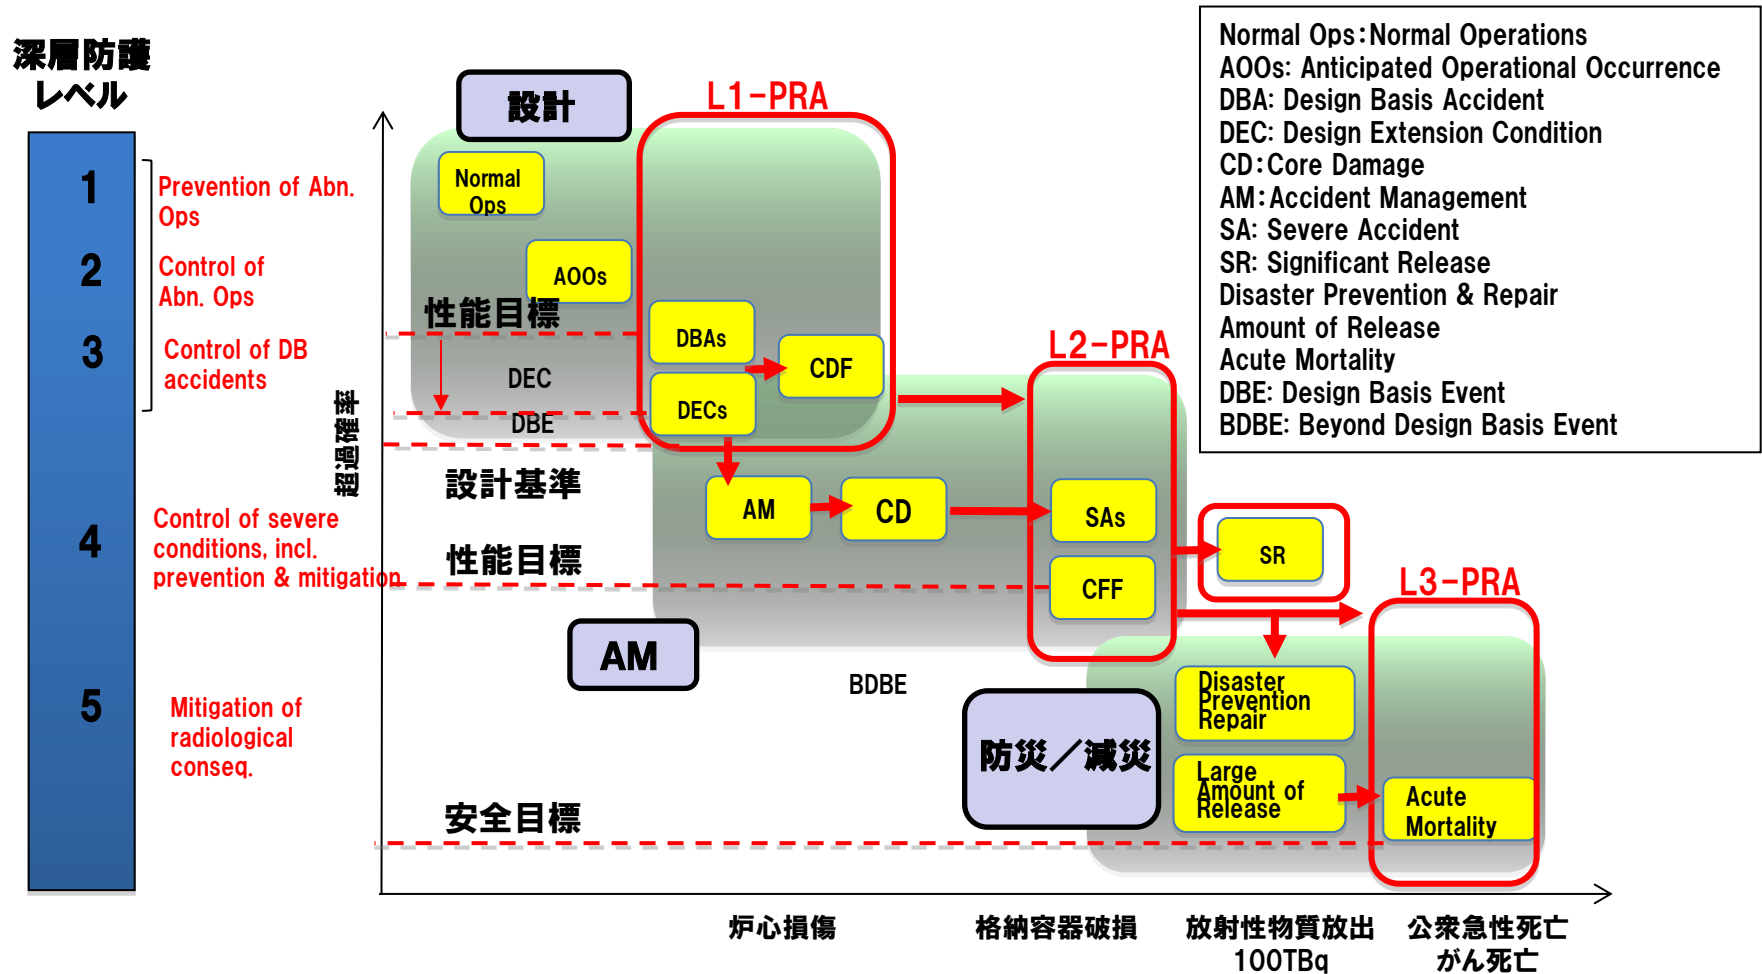 深層防護
レベル
1
Prevention of Abn.
Ops
2
Control of
Abn. Ops
3
Control of DB
accidents
4
Control of severe
conditions, incl.
prevention & mitigation
5
Mitigation of
radiological
conseq.
超過確率
設計
L1-PRA
Normal
Ops
AOOs
性能目標
DBAs
CDF
DEC
DECs
DBE
設計基準
AM
CD
L2-PRA
SAs
CFF
性能目標
SR
AM
BDBE
L3-PRA
防災／減災
Disaster
Prevention
Repair
Large
Amount of
Release
Acute
Mortality
安全目標
炉心損傷
格納容器破損
放射性物質放出
100TBq
公衆急性死亡
がん死亡
Normal Ops：Normal Operations
AOOs: Anticipated Operational Occurrence
DBA: Design Basis Accident
DEC: Design Extension Condition
CD：Core Damage
AM：Accident Management
SA: Severe Accident
SR: Significant Release
Disaster Prevention & Repair
Amount of Release
Acute Mortality
DBE: Design Basis Event
BDBE: Beyond Design Basis Event